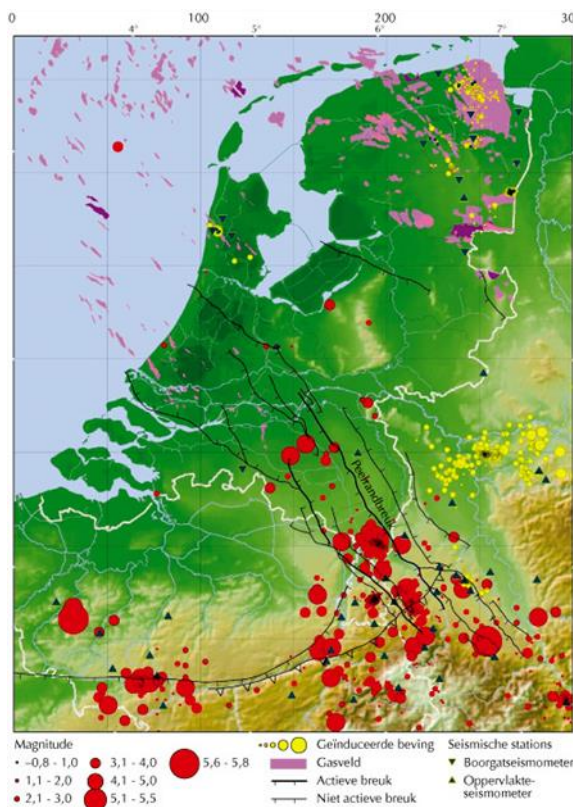 0 100 200 300
4° 5° 6° 7°
Peelrandbreuk
Magnitude
–0,8 - 1,0
1,1 - 2,0
2,1 - 3,0
3,1 - 4,0
4,1 - 5,0
5,1 - 5,5
5,6 - 5,8
Geïnduceerde beving
Gasveld
Actieve breuk
Niet actieve breuk
Seismische stations
Boorgatseismometer
Oppervlakte-
seismometer